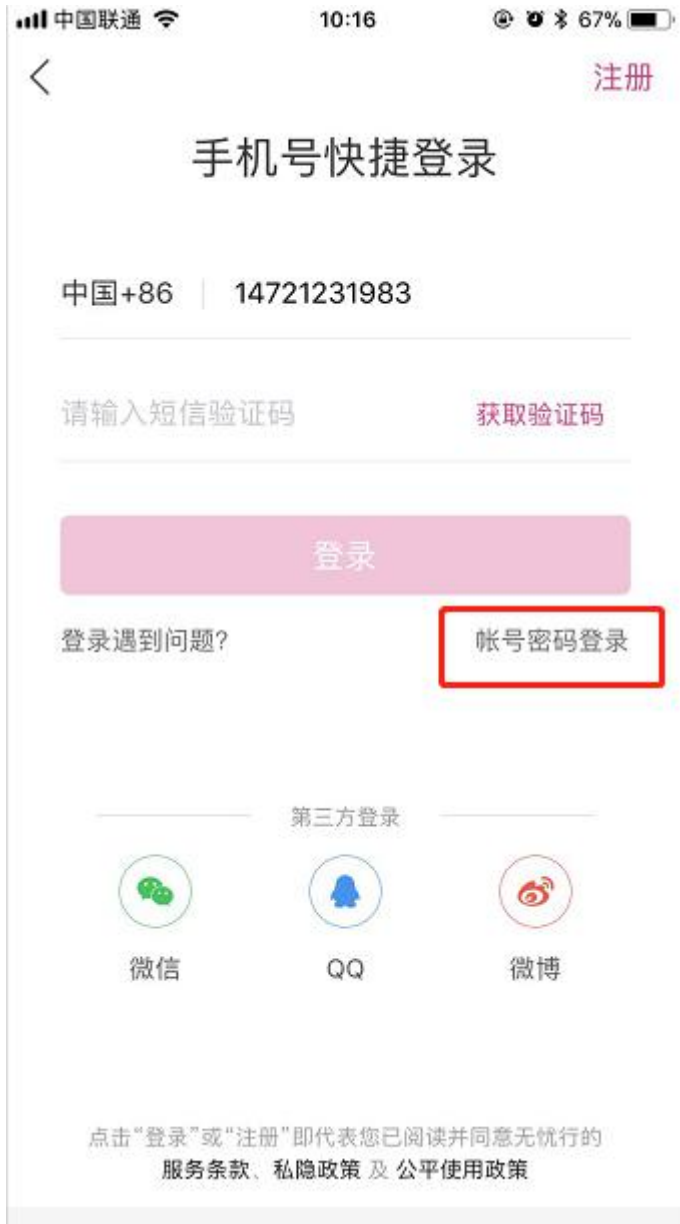 中国联通 10:16 67%
注册
手机号快捷登录
中国+86 14721231983
请输入短信验证码 获取验证码
登录
登录遇到问题? 帐号密码登录
第三方登录
微信 QQ 微博
点击“登录”或“注册”即代表您已阅读并同意无忧行的
服务条款、私隐政策 及 公平使用政策